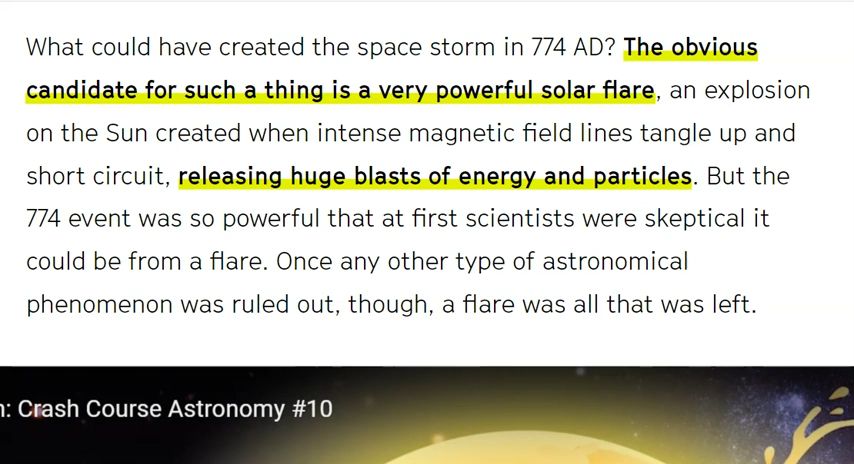 What could have created the space storm in 774 AD? The obvious
candidate for such a thing is a very powerful solar flare, an explosion
on the Sun created when intense magnetic field lines tangle up and
short circuit, releasing huge blasts of energy and particles. But the
774 event was so powerful that at first scientists were skeptical it
could be from a flare. Once any other type of astronomical
phenomenon was ruled out, though, a flare was all that was left.
: Crash Course Astronomy #10